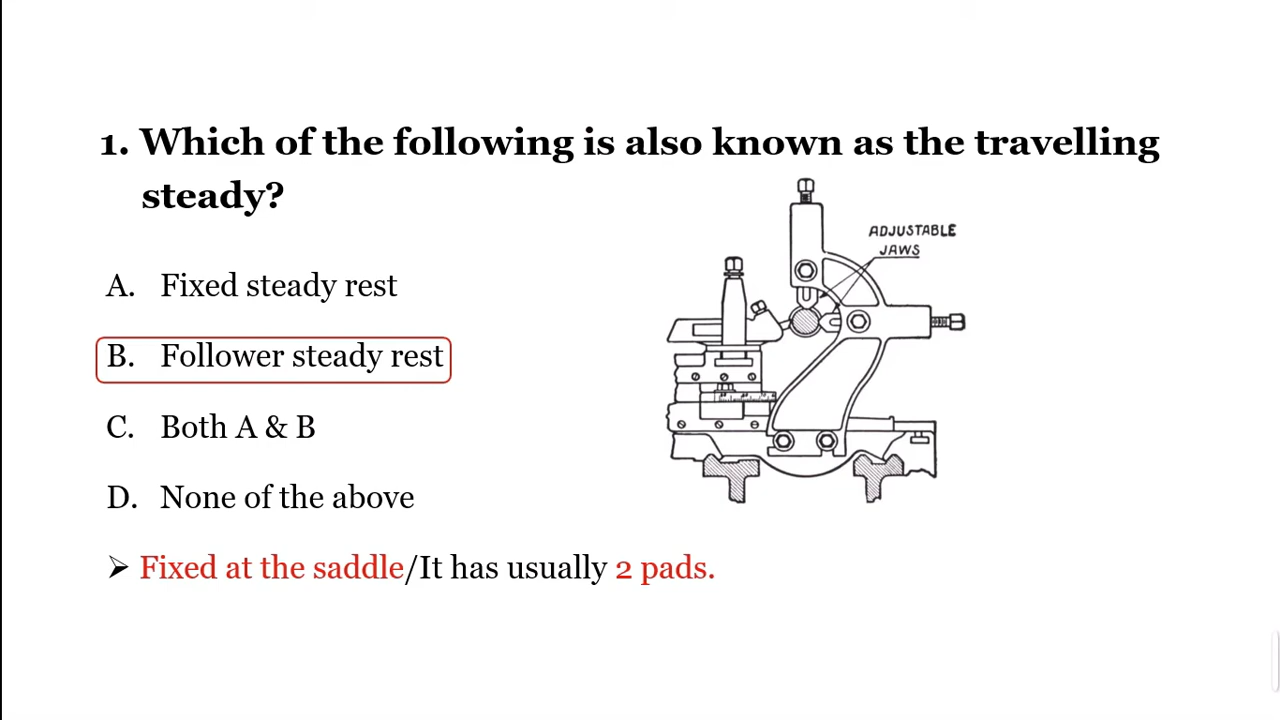 1. Which of the following is also known as the travelling
steady?
ADJUSTABLE
JAWS
A. Fixed steady rest
B. Follower steady rest
C. Both A & B
D. None of the above
➢ Fixed at the saddle/It has usually 2 pads.